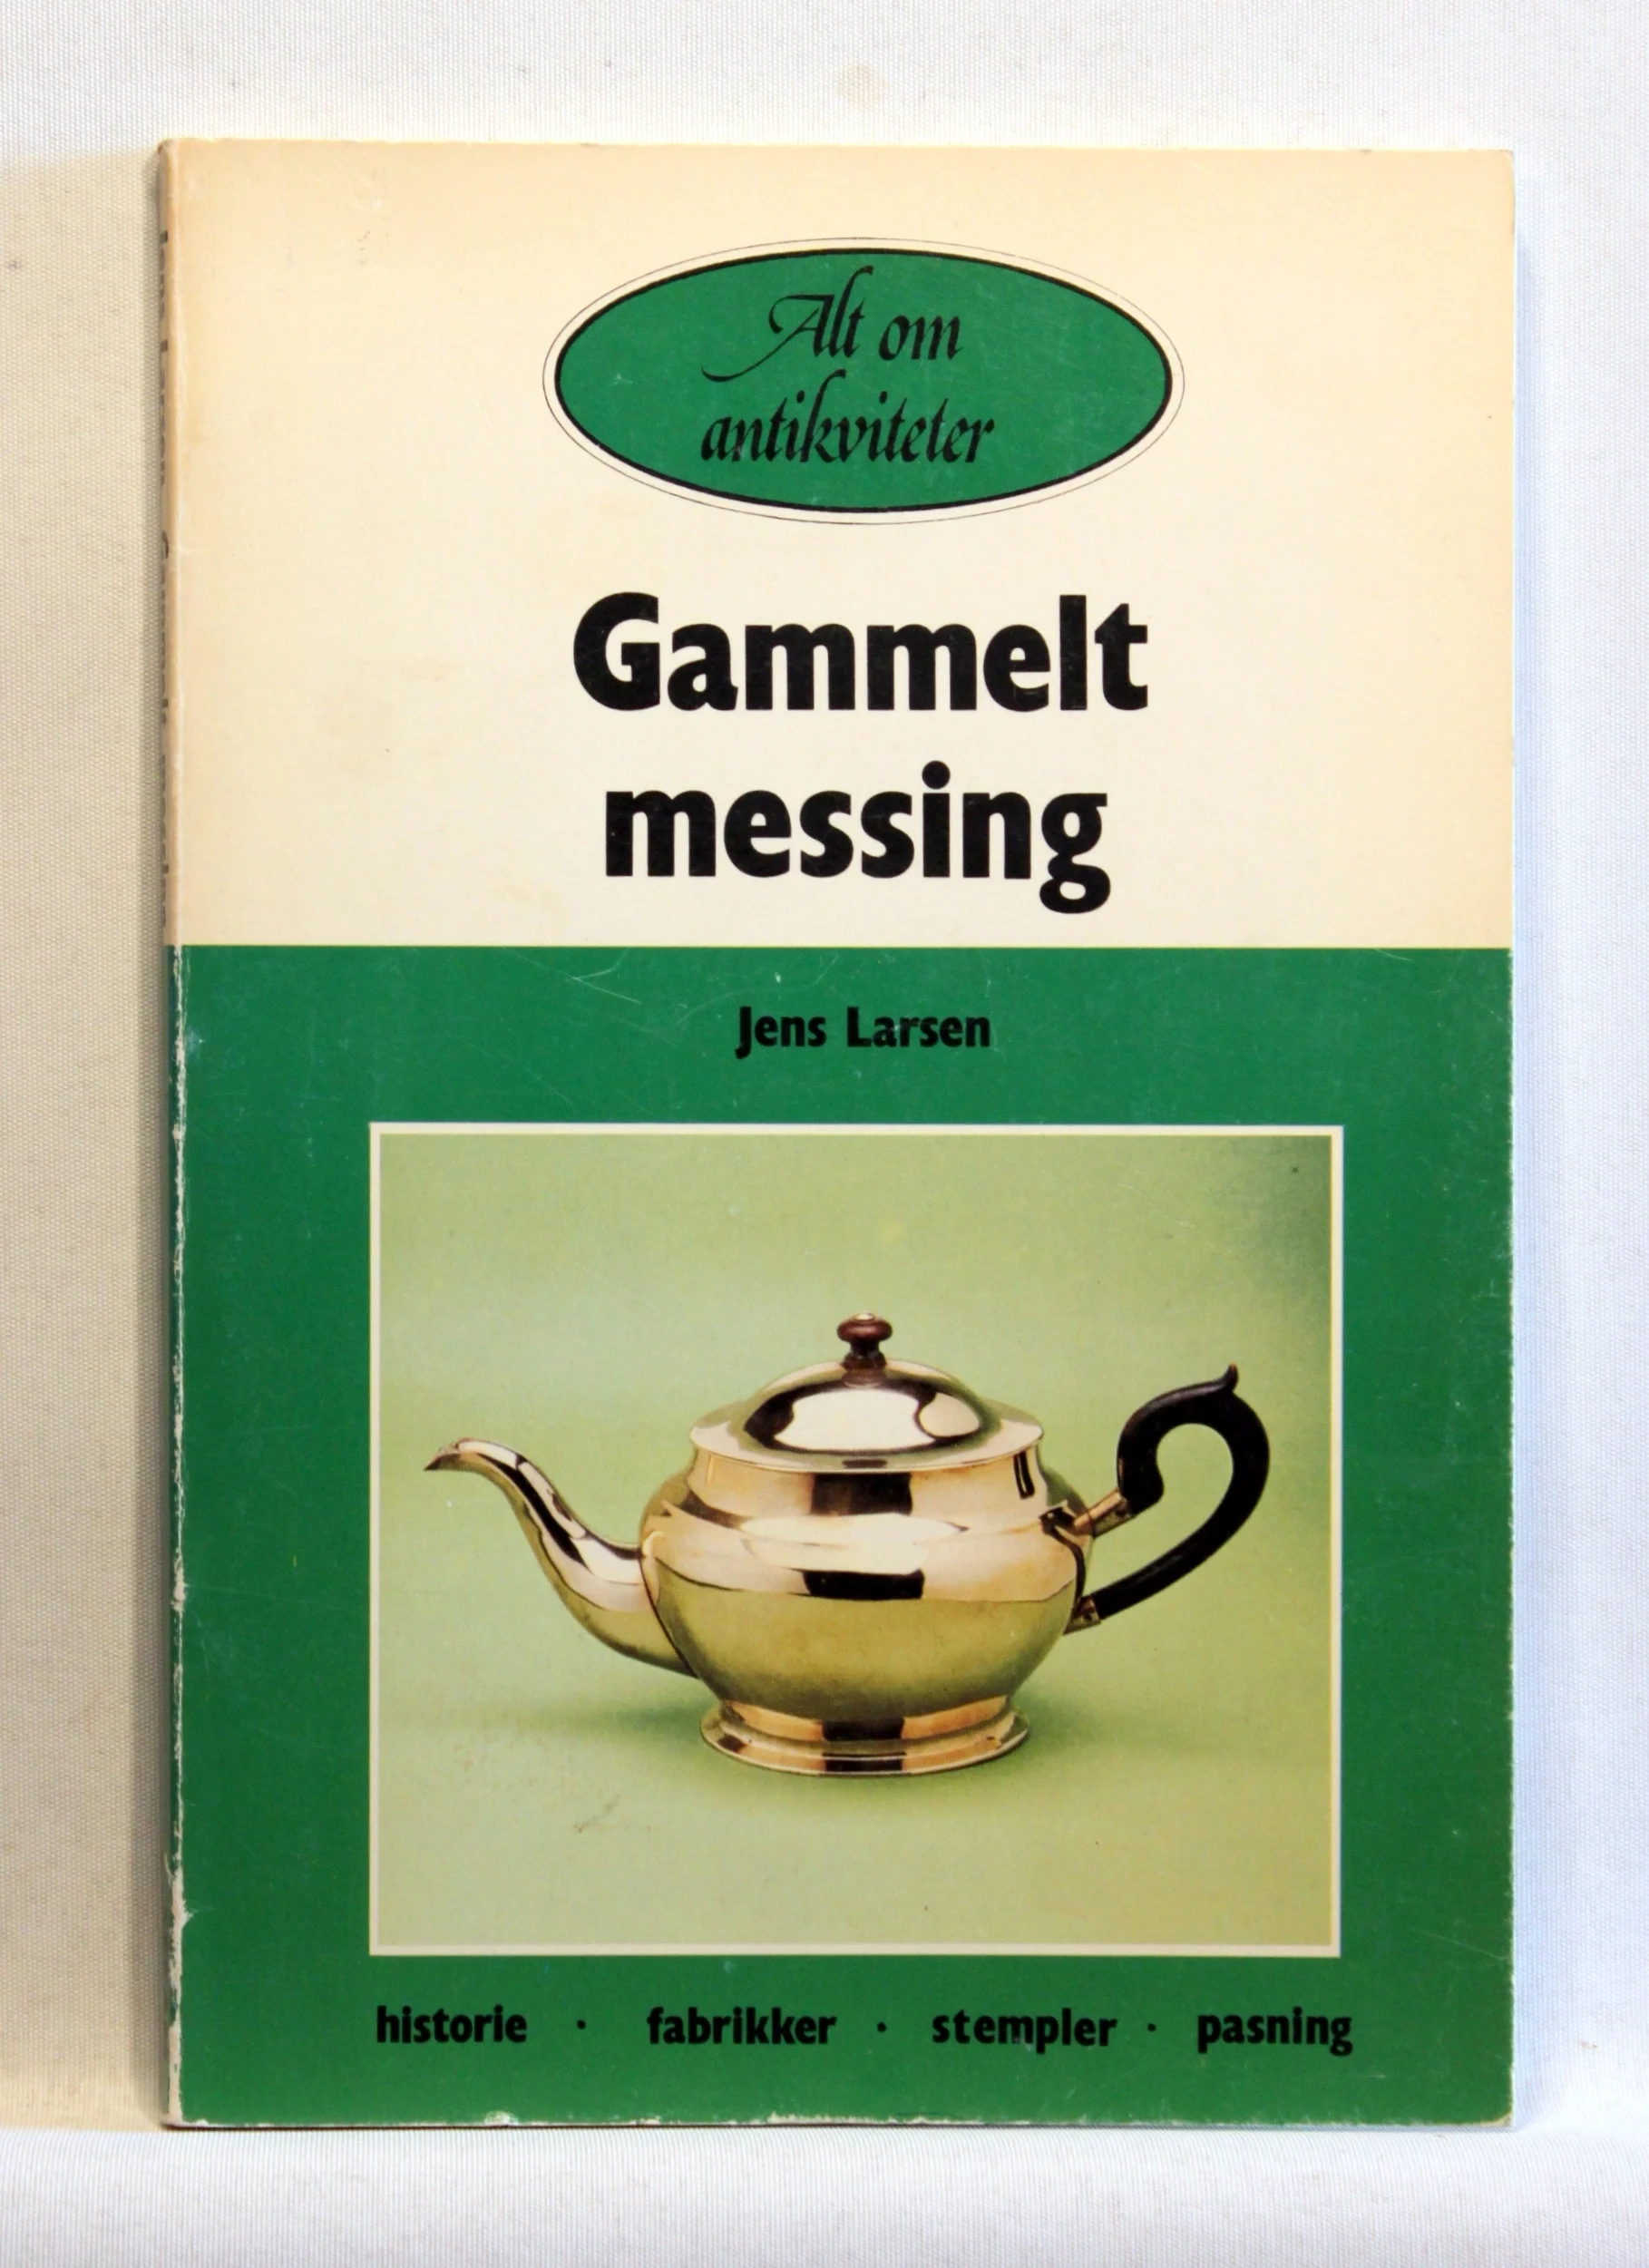 Alt om
antikviteter
Gammelt
messing
Jens Larsen
historie · fabrikker · stempler · pasning